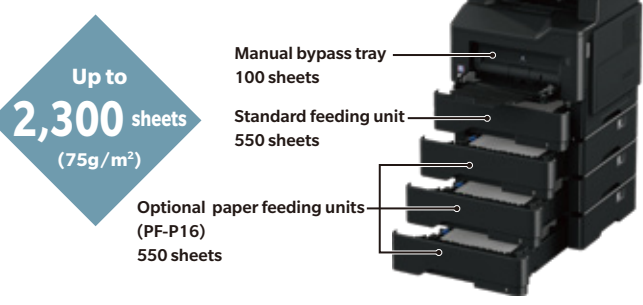 Up to
2,300 sheets
(75g/m²)
Manual bypass tray
100 sheets
Standard feeding unit
550 sheets
Optional paper feeding units
(PF-P16)
550 sheets